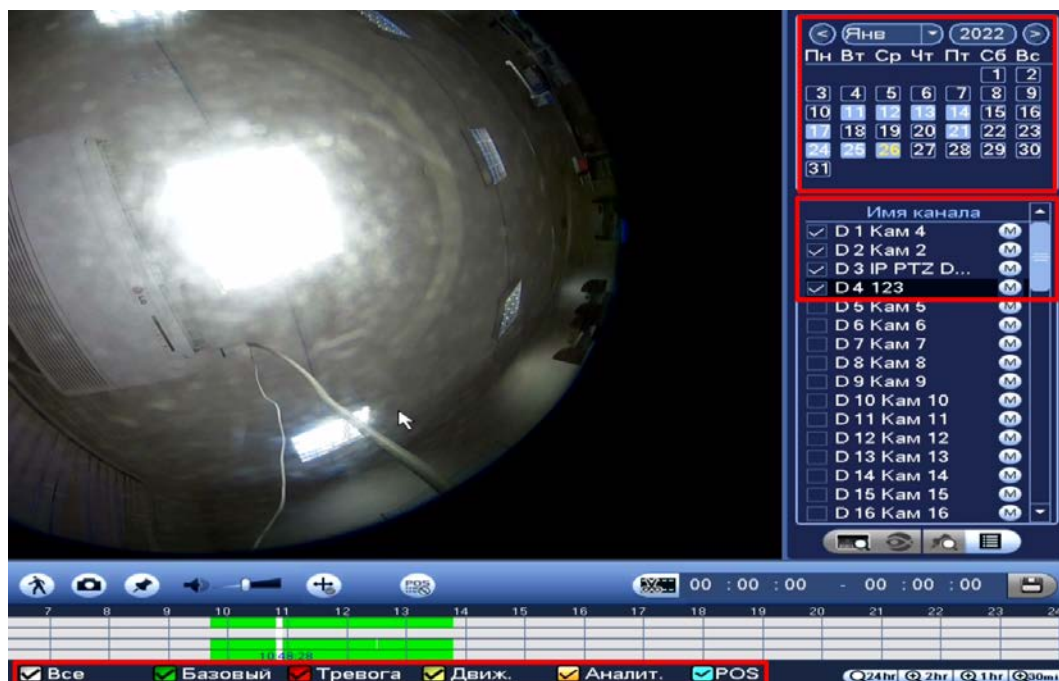 < Янв 2022 >
Пн Вт Ср Чт Пт Сб Вс
1 2
3 4 5 6 7 8 9
10 11 12 13 14 15 16
17 18 19 20 21 22 23
24 25 26 27 28 29 30
31
Имя канала
D 1 Кам 4 M
D 2 Кам 2 M
D 3 IP PTZ D... M
D 4 123 M
D 5 Кам 5 M
D 6 Кам 6 M
D 7 Кам 7 M
D 8 Кам 8 M
D 9 Кам 9 M
D 10 Кам 10 M
D 11 Кам 11 M
D 12 Кам 12 M
D 13 Кам 13 M
D 14 Кам 14 M
D 15 Кам 15 M
D 16 Кам 16 M
POS 00 : 00 : 00 - 00 : 00 : 00
7 8 9 10 11 12 13 14 15 16 17 18 19 20 21 22 23 24
10:48:28
Все Базовый Тревога Движ. Аналит. POS 24hr 2hr 1hr 30mi